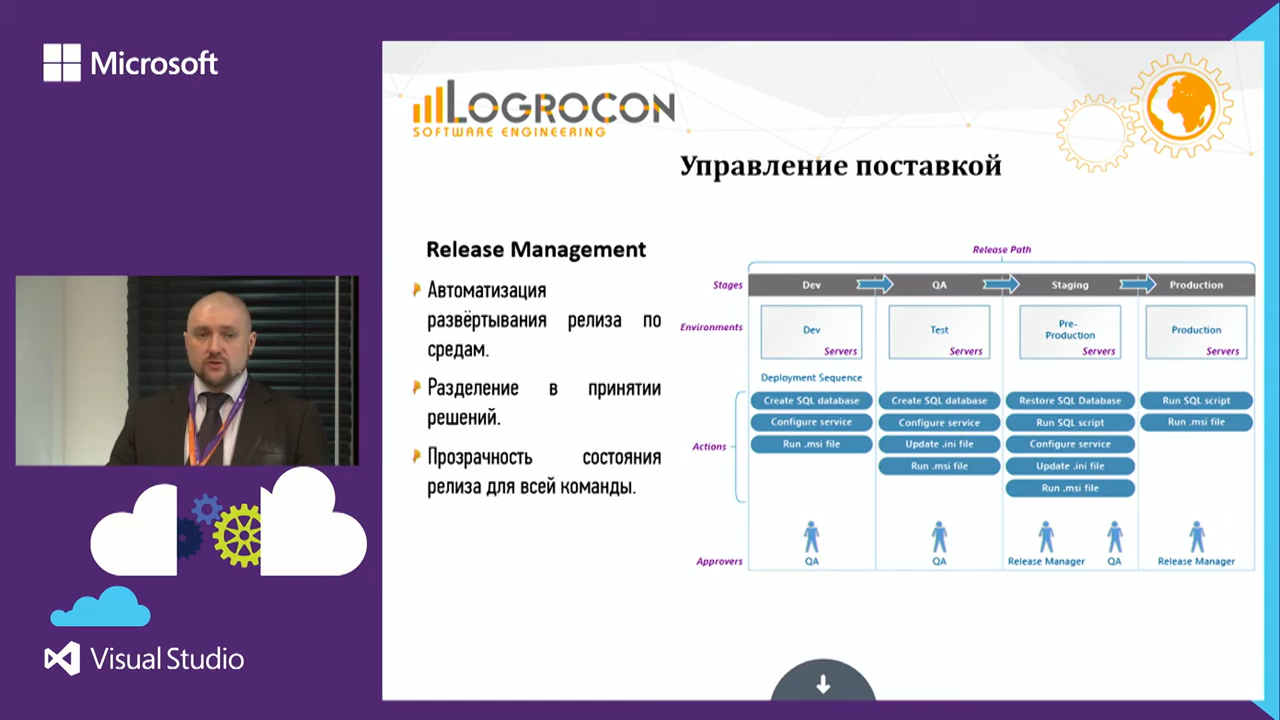 Microsoft
LOGROCON
SOFTWARE ENGINEERING
Управление поставкой
Release Management
Автоматизация
развёртывания релиза по
средам.
Разделение в принятии
решений.
Прозрачность состояния
релиза для всей команды.
Release Path
Stages
Dev
QA
Staging
Production
Environments
Dev
Servers
Test
Servers
Pre-
Production
Servers
Production
Servers
Deployment Sequence
Actions
Create SQL database
Configure service
Run .msi file
Create SQL database
Configure service
Update .ini file
Run .msi file
Restore SQL Database
Run SQL script
Configure service
Update .ini file
Run .msi file
Run SQL script
Run .msi file
Approvers
QA
QA
Release Manager
QA
Release Manager
Visual Studio